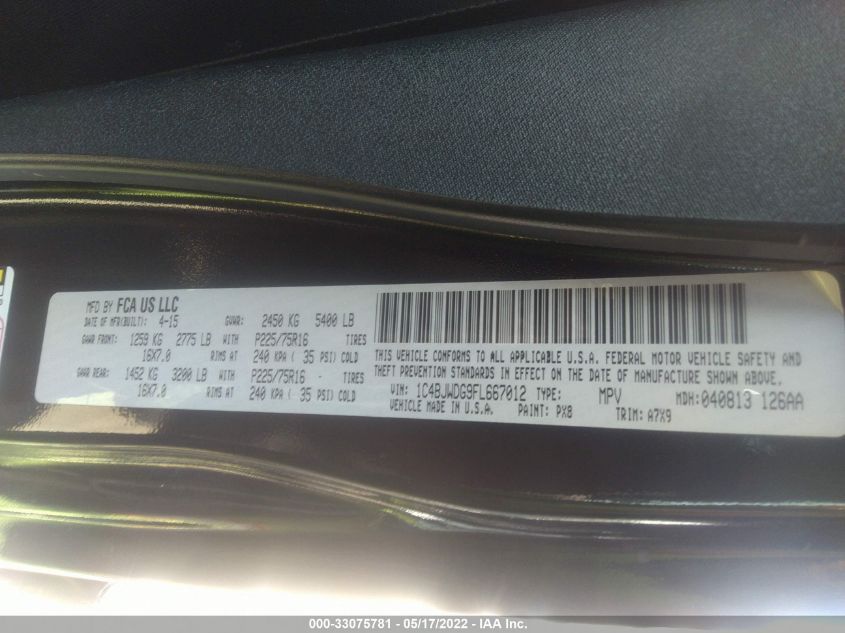 MFD BY FCA US LLC
DATE OF MFR(BUILT): 4-15 GVWR: 2450 KG 5400 LB
GAWR FRONT: 1259 KG 2775 LB WITH P225/75R16 TIRES
16X7.0 RIMS AT 240 KPA ( 35 PSI) COLD
GAWR REAR: 1452 KG 3200 LB WITH P225/75R16 - TIRES
16X7.0 RIMS AT 240 KPA ( 35 PSI) COLD
THIS VEHICLE CONFORMS TO ALL APPLICABLE U.S.A. FEDERAL MOTOR VEHICLE SAFETY AND
THEFT PREVENTION STANDARDS IN EFFECT ON THE DATE OF MANUFACTURE SHOWN ABOVE.
VIN: 1C4BJWDG9FL667012 TYPE: MPV MDH: 040813 126AA
VEHICLE MADE IN U.S.A. PAINT: PX8 TRIM: A7X9
000-33075781 - 05/17/2022 - IAA Inc.